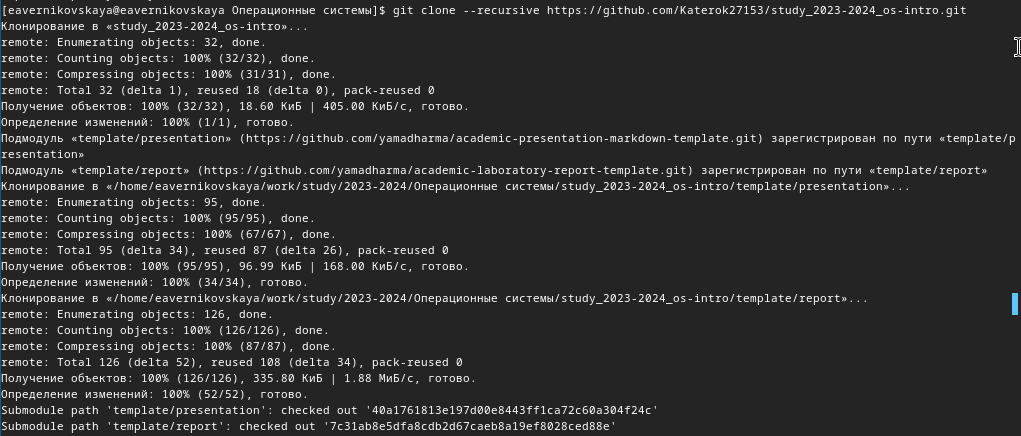 [eavernikovskaya@eavernikovskaya Операционные системы]$ git clone --recursive https://github.com/Katerok27153/study_2023-2024_os-intro.git
Клонирование в «study_2023-2024_os-intro»...
remote: Enumerating objects: 32, done.
remote: Counting objects: 100% (32/32), done.
remote: Compressing objects: 100% (31/31), done.
remote: Total 32 (delta 1), reused 18 (delta 0), pack-reused 0
Получение объектов: 100% (32/32), 18.60 КиБ | 405.00 КиБ/с, готово.
Определение изменений: 100% (1/1), готово.
Подмодуль «template/presentation» (https://github.com/yamadharma/academic-presentation-markdown-template.git) зарегистрирован по пути «template/p
resentation»
Подмодуль «template/report» (https://github.com/yamadharma/academic-laboratory-report-template.git) зарегистрирован по пути «template/report»
Клонирование в «/home/eavernikovskaya/work/study/2023-2024/Операционные системы/study_2023-2024_os-intro/template/presentation»...
remote: Enumerating objects: 95, done.
remote: Counting objects: 100% (95/95), done.
remote: Compressing objects: 100% (67/67), done.
remote: Total 95 (delta 34), reused 87 (delta 26), pack-reused 0
Получение объектов: 100% (95/95), 96.99 КиБ | 168.00 КиБ/с, готово.
Определение изменений: 100% (34/34), готово.
Клонирование в «/home/eavernikovskaya/work/study/2023-2024/Операционные системы/study_2023-2024_os-intro/template/report»...
remote: Enumerating objects: 126, done.
remote: Counting objects: 100% (126/126), done.
remote: Compressing objects: 100% (87/87), done.
remote: Total 126 (delta 52), reused 108 (delta 34), pack-reused 0
Получение объектов: 100% (126/126), 335.80 КиБ | 1.88 МиБ/с, готово.
Определение изменений: 100% (52/52), готово.
Submodule path 'template/presentation': checked out '40a1761813e197d00e8443ff1ca72c60a304f24c'
Submodule path 'template/report': checked out '7c31ab8e5dfa8cdb2d67caeb8a19ef8028ced88e'